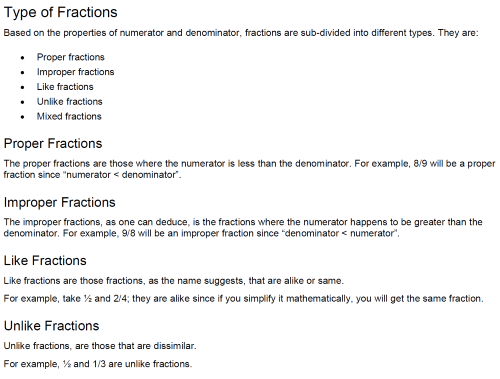 Type of Fractions
Based on the properties of numerator and denominator, fractions are sub-divided into different types. They are:
• Proper fractions
• Improper fractions
• Like fractions
• Unlike fractions
• Mixed fractions
Proper Fractions
The proper fractions are those where the numerator is less than the denominator. For example, 8/9 will be a proper
fraction since “numerator < denominator”.
Improper Fractions
The improper fractions, as one can deduce, is the fractions where the numerator happens to be greater than the
denominator. For example, 9/8 will be an improper fraction since “denominator < numerator”.
Like Fractions
Like fractions are those fractions, as the name suggests, that are alike or same.
For example, take ½ and 2/4; they are alike since if you simplify it mathematically, you will get the same fraction.
Unlike Fractions
Unlike fractions, are those that are dissimilar.
For example, ½ and 1/3 are unlike fractions.